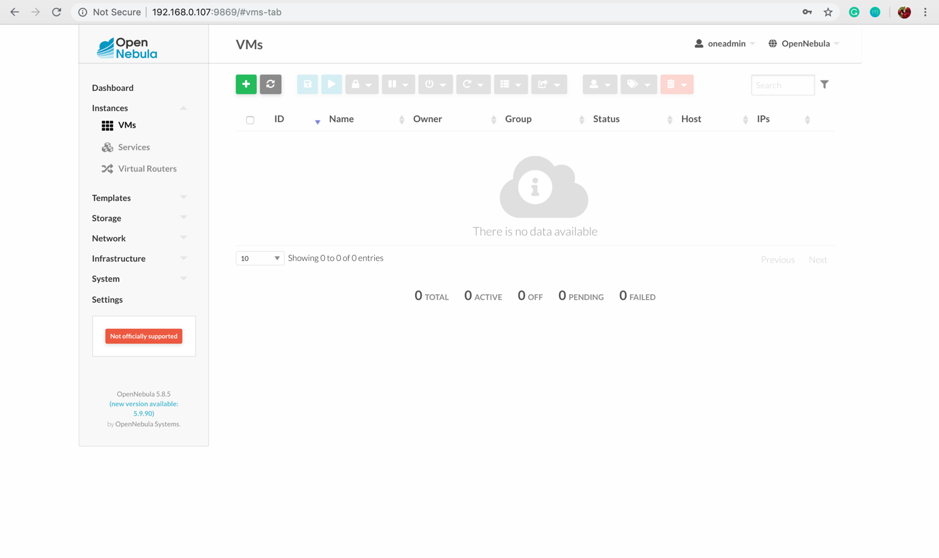 Not Secure
192.168.0.107:9869/#vms-tab
Open
Nebula
VMs
oneadmin
OpenNebula
Dashboard
Instances
VMs
Services
Virtual Routers
Templates
Storage
Network
Infrastructure
System
Settings
Not officially supported
OpenNebula 5.8.5
(new version available:
5.9.90)
by OpenNebula Systems.
Search
ID Name Owner Group Status Host IPs
There is no data available
10 Showing 0 to 0 of 0 entries
Previous Next
0 TOTAL 0 ACTIVE 0 OFF 0 PENDING 0 FAILED